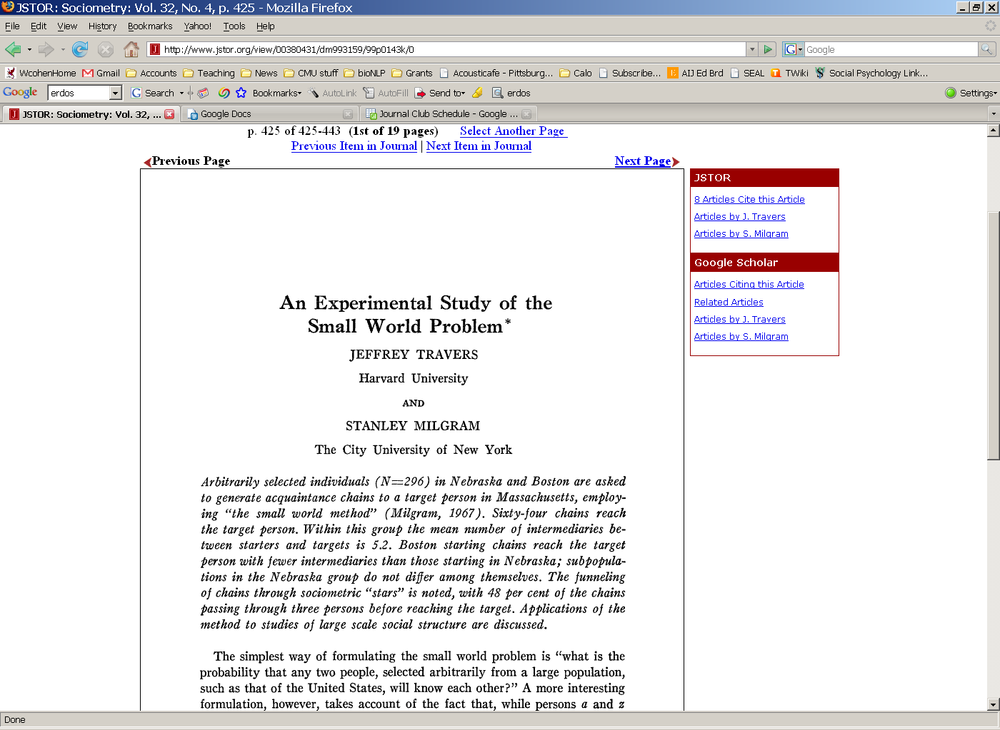 JSTOR: Sociometry: Vol. 32, No. 4, p. 425 - Mozilla Firefox
File Edit View History Bookmarks Yahoo! Tools Help
http://www.jstor.org/view/00380431/dm993159/99p0143k/0
G Google
WcohenHome Gmail Accounts Teaching News CMU stuff bioNLP Grants Acousticafe - Pittsburg... Calo Subscribe... AIJ Ed Brd SEAL TWiki Social Psychology Link...
Google erdos G Search Bookmarks AutoLink AutoFill Send to erdos Settings
JSTOR: Sociometry: Vol. 32, ... Google Docs Journal Club Schedule - Google ...
p. 425 of 425-443 (1st of 19 pages) Select Another Page
Previous Item in Journal | Next Item in Journal
Previous Page Next Page
JSTOR
8 Articles Cite this Article
Articles by J. Travers
Articles by S. Milgram
Google Scholar
Articles Citing this Article
Related Articles
Articles by J. Travers
Articles by S. Milgram
An Experimental Study of the
Small World Problem*
JEFFREY TRAVERS
Harvard University
AND
STANLEY MILGRAM
The City University of New York
Arbitrarily selected individuals (N=296) in Nebraska and Boston are asked
to generate acquaintance chains to a target person in Massachusetts, employ-
ing "the small world method" (Milgram, 1967). Sixty-four chains reach
the target person. Within this group the mean number of intermediaries be-
tween starters and targets is 5.2. Boston starting chains reach the target
person with fewer intermediaries than those starting in Nebraska; subpopula-
tions in the Nebraska group do not differ among themselves. The funneling
of chains through sociometric "stars" is noted, with 48 per cent of the chains
passing through three persons before reaching the target. Applications of the
method to studies of large scale social structure are discussed.
The simplest way of formulating the small world problem is "what is the
probability that any two people, selected arbitrarily from a large population,
such as that of the United States, will know each other?" A more interesting
formulation, however, takes account of the fact that, while persons a and z
Done